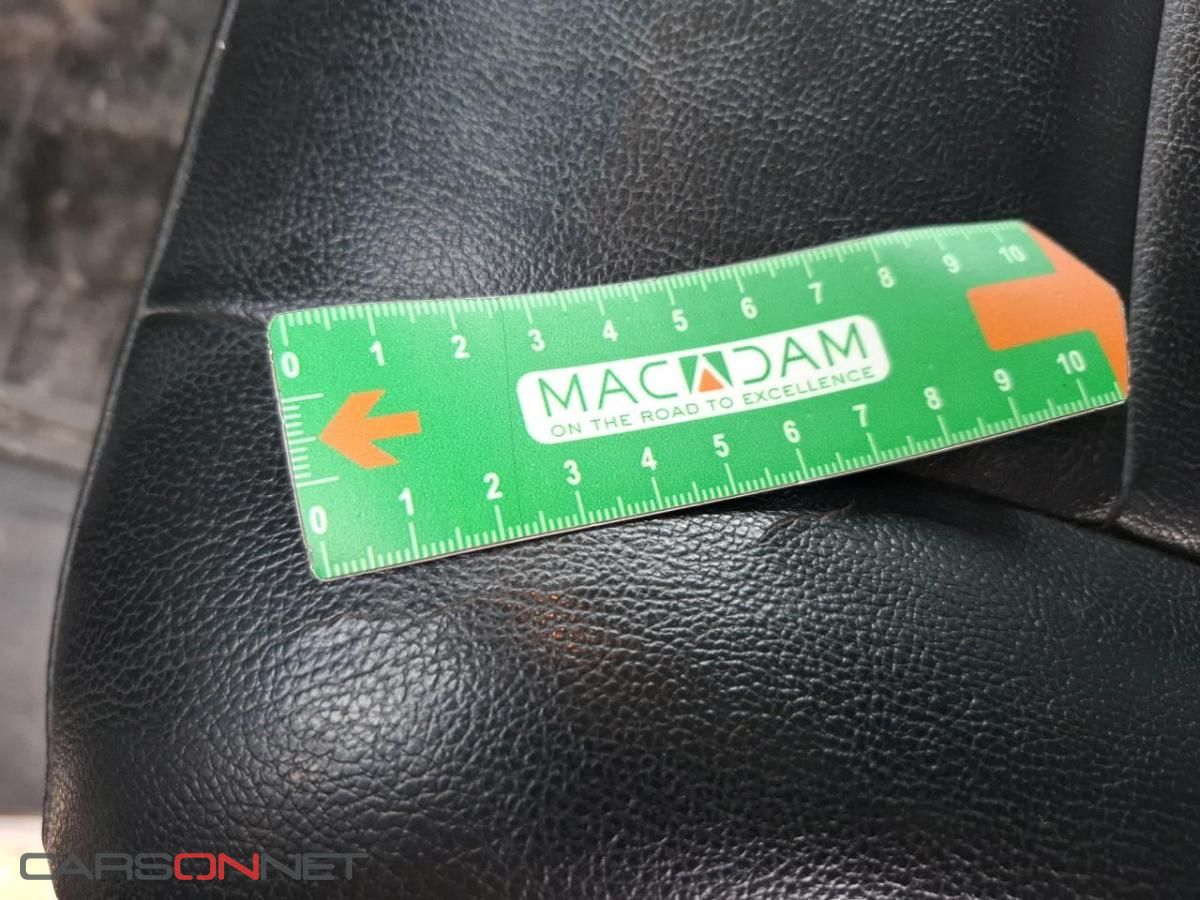 0 1 2 3 4 5 6 7 8 9 10
MACADAM
ON THE ROAD TO EXCELLENCE
0 1 2 3 4 5 6 7 8 9 10
CARSONNET